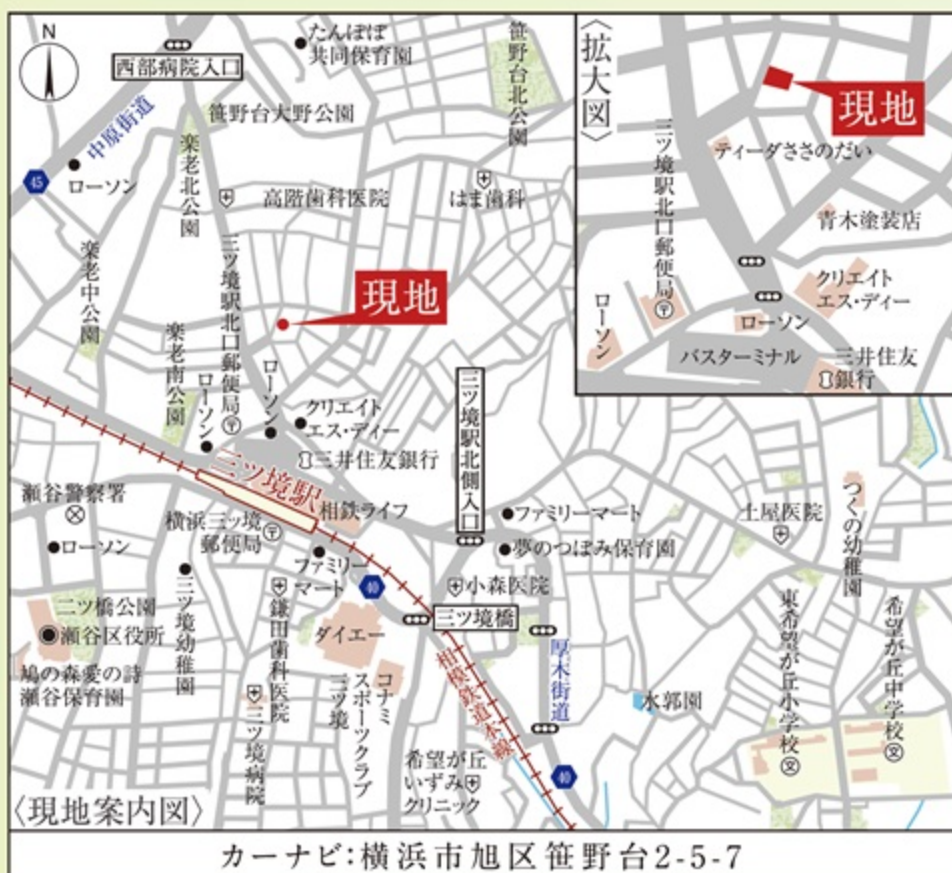 N
西部病院入口
たんぽぽ
共同保育園
笹野台北公園
中原街道
45
ローソン
笹野台大野公園
楽老北公園
高階歯科医院
はま歯科
楽老中公園
三ツ境駅北口郵便局
現地
楽老南公園
ローソン
ローソン
クリエイト
エス・ディー
三井住友銀行
三ツ境駅北側入口
三ツ境駅
相鉄ライフ
瀬谷警察署
ローソン
横浜三ツ境
郵便局
ファミリー
マート
40
ファミリーマート
夢のつぼみ保育園
小森医院
三ツ境橋
土屋医院
つくの幼稚園
二ツ橋公園
瀬谷区役所
鳩の森愛の詩
瀬谷保育園
三ツ境幼稚園
鎌田歯科医院
ダイエー
三ツ境病院
コナミ
スポーツクラブ
三ツ境
相模鉄道本線
厚木街道
水郭園
東希望が丘小学校
文
希望が丘中学校
文
希望が丘
いずみ
クリニック
40
〈現地案内図〉
〈拡大図〉
現地
三ツ境駅北口郵便局
ティーダささのだい
青木塗装店
クリエイト
エス・ディー
ローソン
ローソン
バスターミナル
三井住友
銀行
カーナビ:横浜市旭区笹野台2-5-7